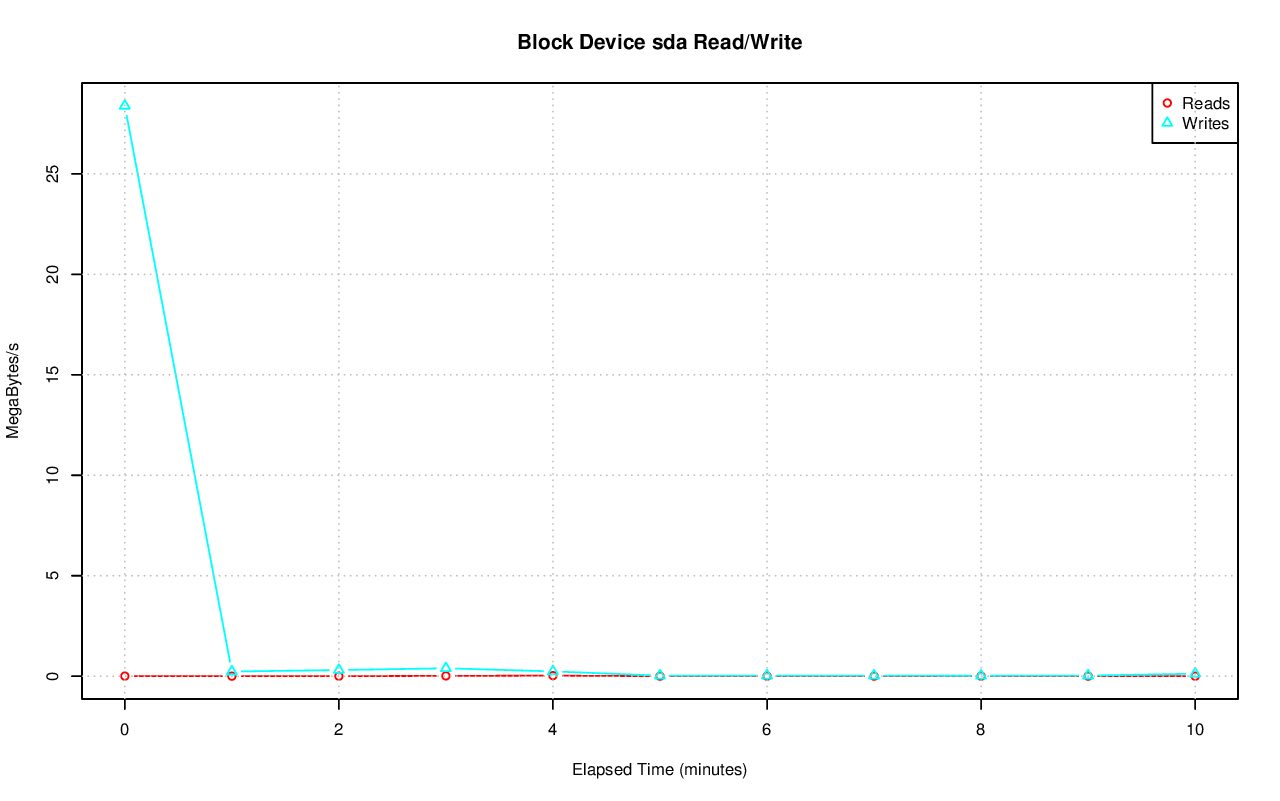 Block Device sda Read/Write
Reads
Writes
MegaBytes/s
25
20
15
10
5
0
0 2 4 6 8 10
Elapsed Time (minutes)